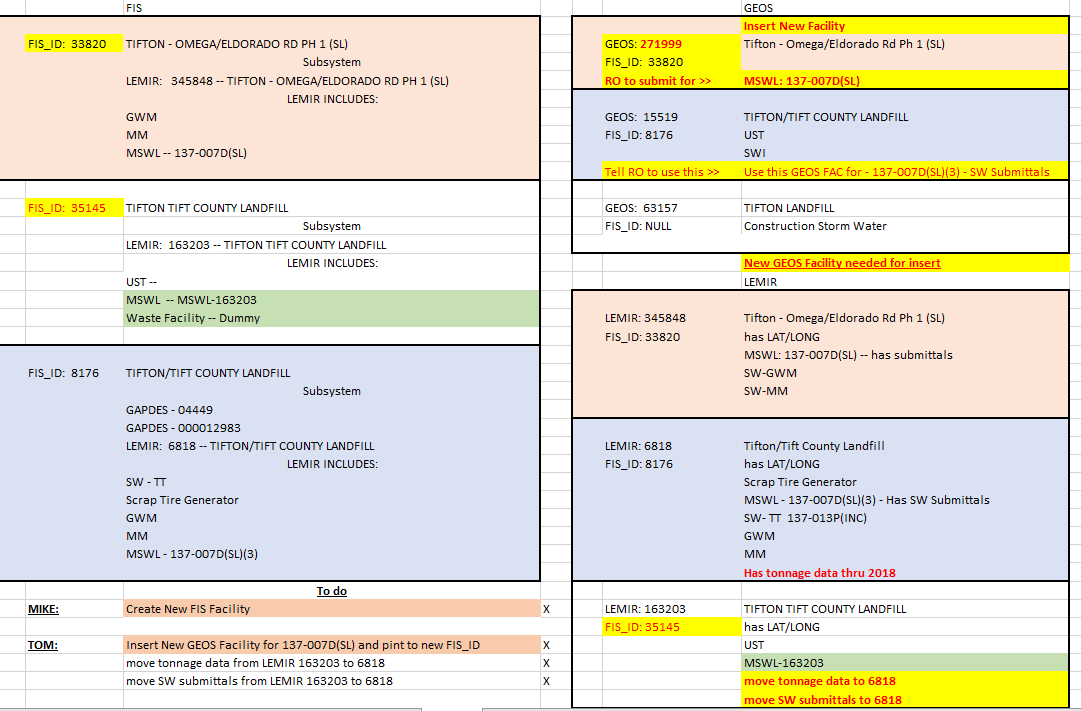 FIS
FIS_ID: 33820 TIFTON - OMEGA/ELDORADO RD PH 1 (SL)
Subsystem
LEMIR: 345848 -- TIFTON - OMEGA/ELDORADO RD PH 1 (SL)
LEMIR INCLUDES:
GWM
MM
MSWL -- 137-007D(SL)
FIS_ID: 35145 TIFTON TIFT COUNTY LANDFILL
Subsystem
LEMIR: 163203 -- TIFTON TIFT COUNTY LANDFILL
LEMIR INCLUDES:
UST --
MSWL -- MSWL-163203
Waste Facility -- Dummy
FIS_ID: 8176 TIFTON/TIFT COUNTY LANDFILL
Subsystem
GAPDES - 04449
GAPDES - 000012983
LEMIR: 6818 -- TIFTON/TIFT COUNTY LANDFILL
LEMIR INCLUDES:
SW - TT
Scrap Tire Generator
GWM
MM
MSWL - 137-007D(SL)(3)
To do
MIKE: Create New FIS Facility X
TOM: Insert New GEOS Facility for 137-007D(SL) and pint to new FIS_ID X
move tonnage data from LEMIR 163203 to 6818 X
move SW submittals from LEMIR 163203 to 6818 X
GEOS
Insert New Facility
GEOS: 271999 Tifton - Omega/Eldorado Rd Ph 1 (SL)
FIS_ID: 33820
RO to submit for >> MSWL: 137-007D(SL)
GEOS: 15519 TIFTON/TIFT COUNTY LANDFILL
FIS_ID: 8176 UST
SWI
Tell RO to use this >> Use this GEOS FAC for - 137-007D(SL)(3) - SW Submittals
GEOS: 63157 TIFTON LANDFILL
FIS_ID: NULL Construction Storm Water
New GEOS Facility needed for insert
LEMIR
LEMIR: 345848 Tifton - Omega/Eldorado Rd Ph 1 (SL)
FIS_ID: 33820 has LAT/LONG
MSWL: 137-007D(SL) -- has submittals
SW-GWM
SW-MM
LEMIR: 6818 Tifton/Tift County Landfill
FIS_ID: 8176 has LAT/LONG
Scrap Tire Generator
MSWL - 137-007D(SL)(3) - Has SW Submittals
SW- TT 137-013P(INC)
GWM
MM
Has tonnage data thru 2018
LEMIR: 163203 TIFTON TIFT COUNTY LANDFILL
FIS_ID: 35145 has LAT/LONG
UST
MSWL-163203
move tonnage data to 6818
move SW submittals to 6818